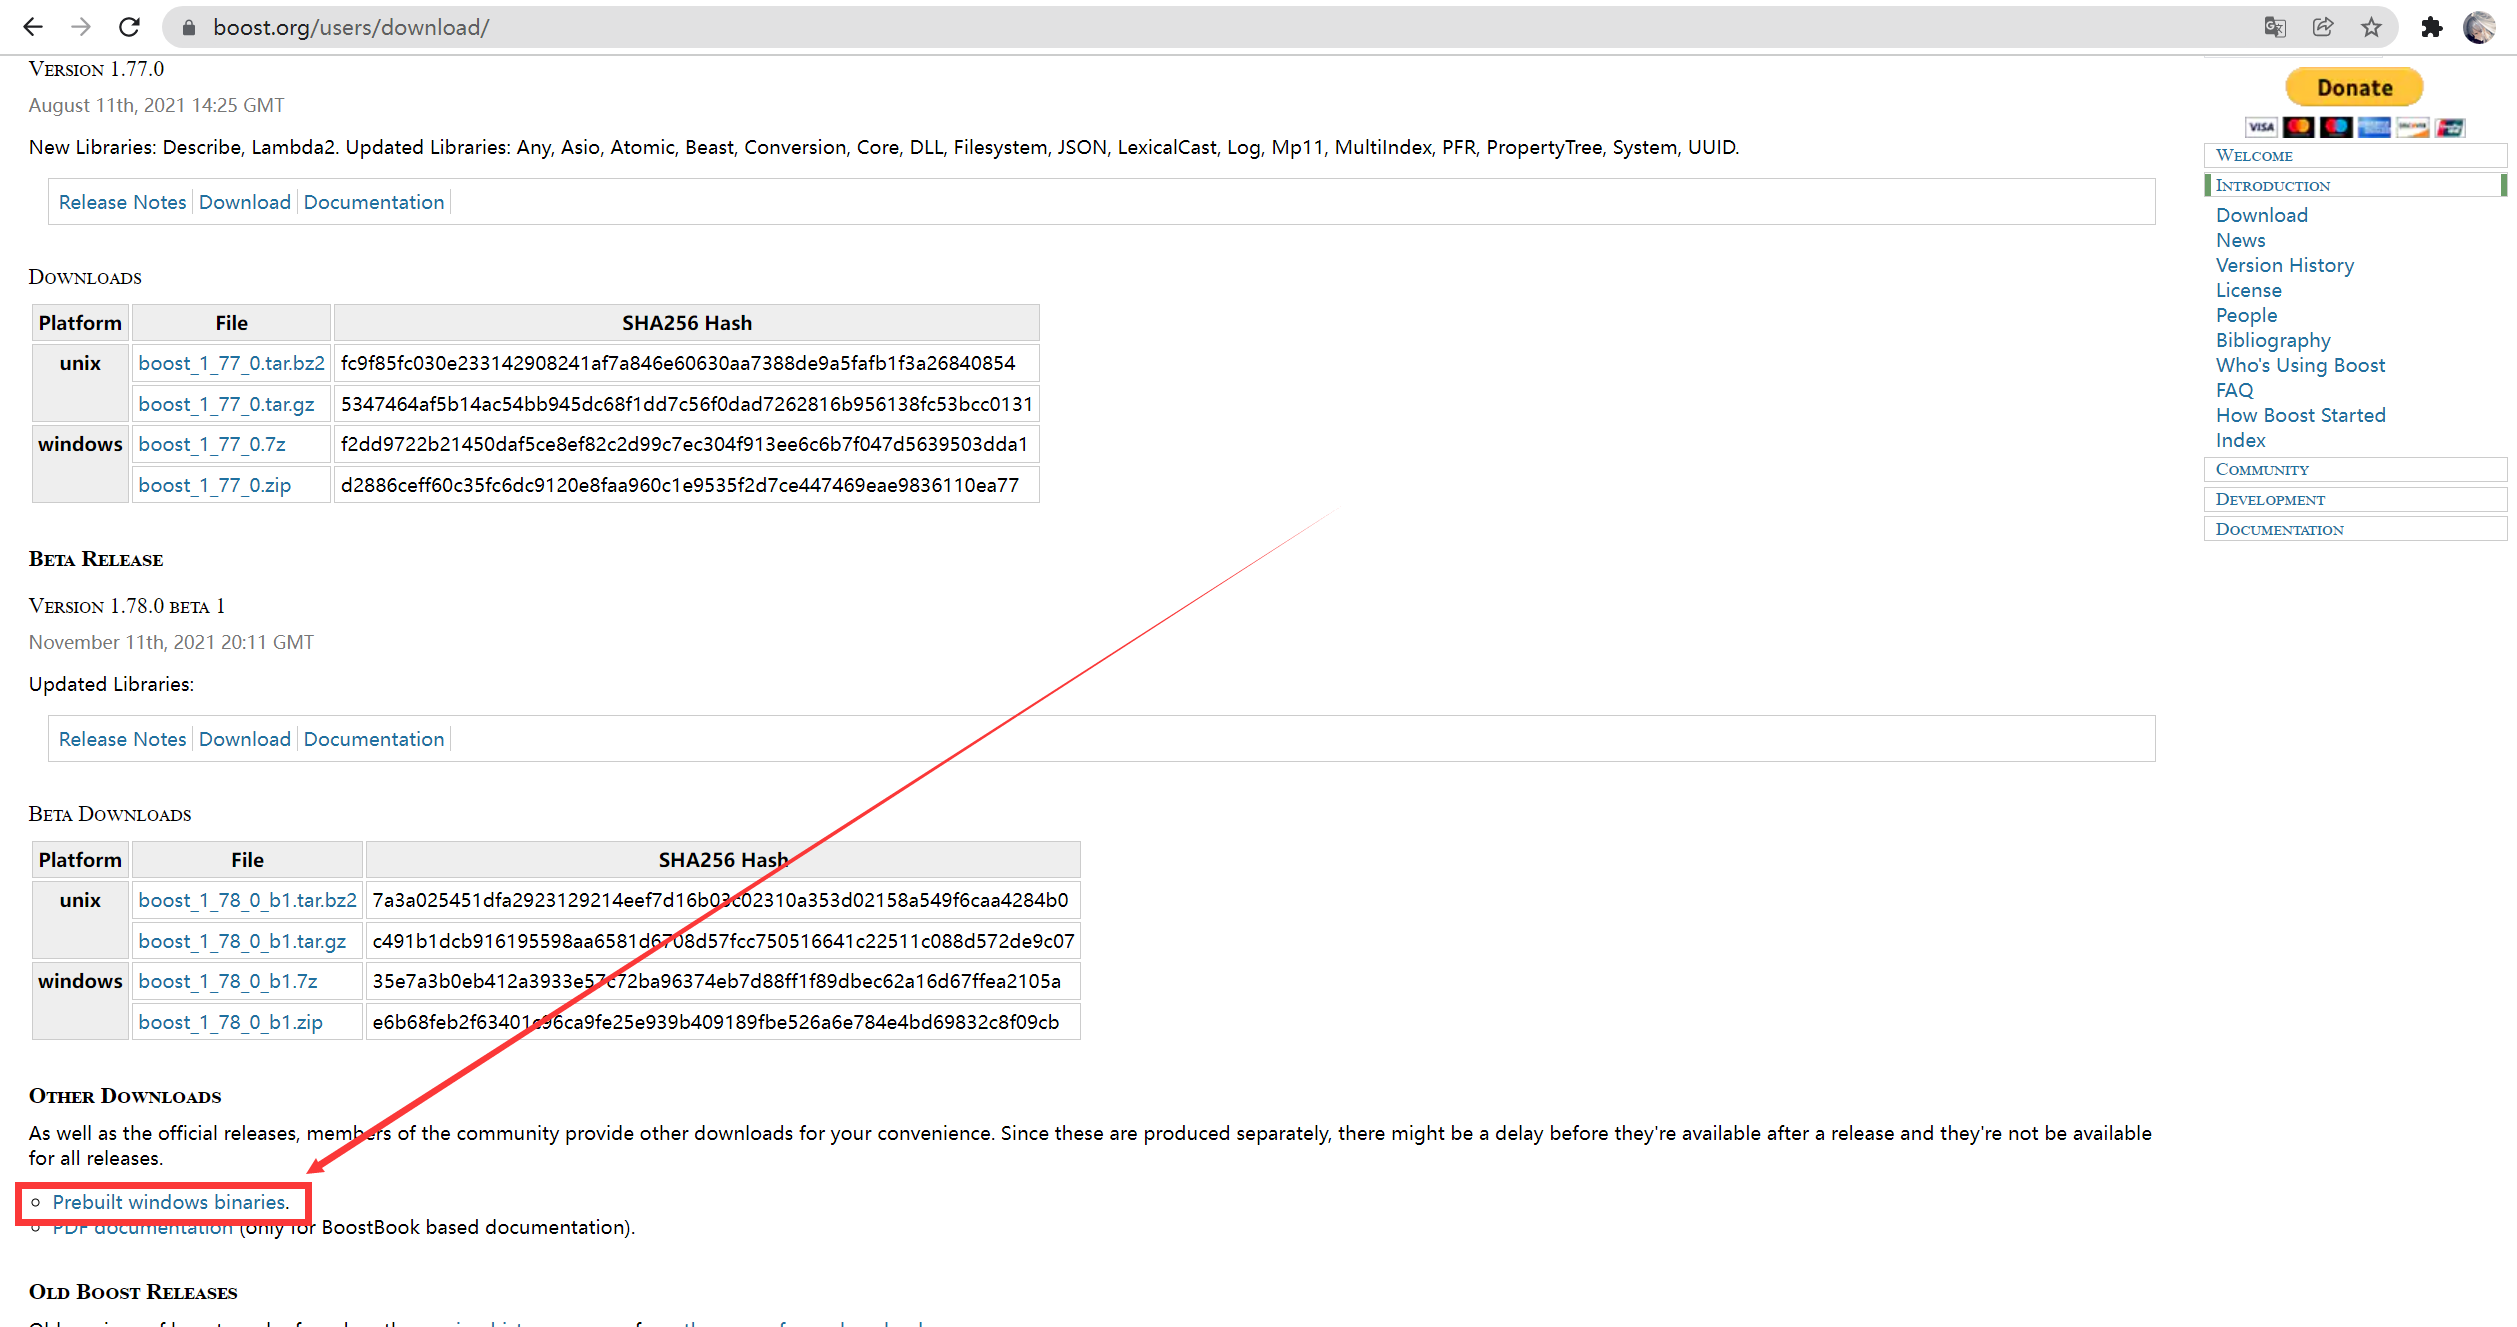 boost.org/users/download/
Version 1.77.0
August 11th, 2021 14:25 GMT
New Libraries: Describe, Lambda2. Updated Libraries: Any, Asio, Atomic, Beast, Conversion, Core, DLL, Filesystem, JSON, LexicalCast, Log, Mp11, MultiIndex, PFR, PropertyTree, System, UUID.
Release Notes Download Documentation
Downloads
Platform File SHA256 Hash
unix boost_1_77_0.tar.bz2 fc9f85fc030e233142908241af7a846e60630aa7388de9a5fafb1f3a26840854
boost_1_77_0.tar.gz 5347464af5b14ac54bb945dc68f1dd7c56f0dad7262816b956138fc53bcc0131
windows boost_1_77_0.7z f2dd9722b21450daf5ce8ef82c2d99c7ec304f913ee6c6b7f047d5639503dda1
boost_1_77_0.zip d2886ceff60c35fc6dc9120e8faa960c1e9535f2d7ce447469eae9836110ea77
Beta Release
Version 1.78.0 beta 1
November 11th, 2021 20:11 GMT
Updated Libraries:
Release Notes Download Documentation
Beta Downloads
Platform File SHA256 Hash
unix boost_1_78_0_b1.tar.bz2 7a3a025451dfa2923129214eef7d16b03c02310a353d02158a549f6caa4284b0
boost_1_78_0_b1.tar.gz c491b1dcb916195598aa6581d6708d57fcc750516641c22511c088d572de9c07
windows boost_1_78_0_b1.7z 35e7a3b0eb412a3933e57c72ba96374eb7d88ff1f89dbec62a16d67ffea2105a
boost_1_78_0_b1.zip e6b68feb2f63401c96ca9fe25e939b409189fbe526a6e784e4bd69832c8f09cb
Other Downloads
As well as the official releases, members of the community provide other downloads for your convenience. Since these are produced separately, there might be a delay before they're available after a release and they're not be available
for all releases.
Prebuilt windows binaries.
PDF documentation (only for BoostBook based documentation).
Old Boost Releases
Donate
VISA
DISCOVER
Welcome
Introduction
Download
News
Version History
License
People
Bibliography
Who's Using Boost
FAQ
How Boost Started
Index
Community
Development
Documentation